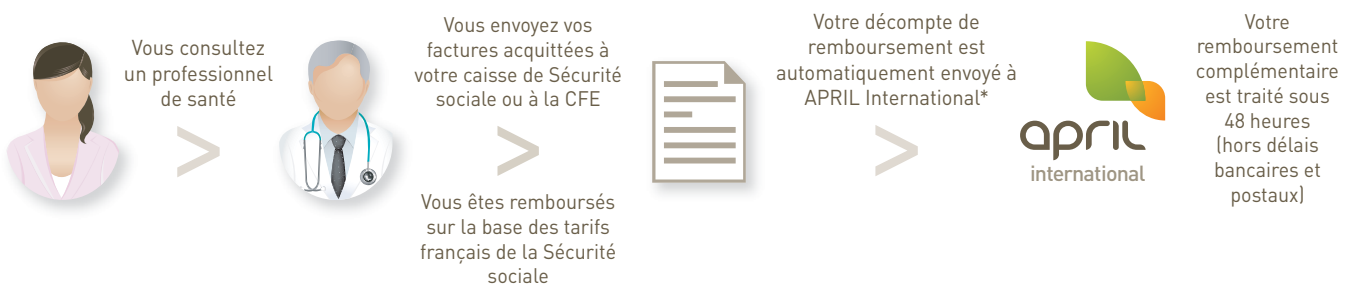 Vous consultez
un professionnel
de santé
Vous envoyez vos
factures acquittées à
votre caisse de Sécurité
sociale ou à la CFE
Vous êtes remboursés
sur la base des tarifs
français de la Sécurité
sociale
Votre décompte de
remboursement est
automatiquement envoyé à
APRIL International*
april
international
Votre
remboursement
complémentaire
est traité sous
48 heures
(hors délais
bancaires et
postaux)